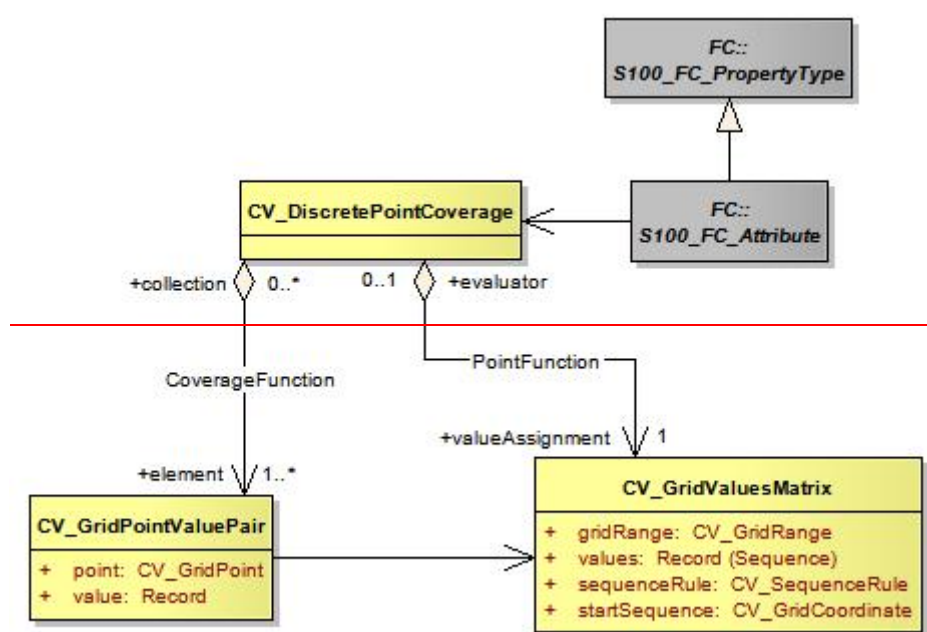 FC::
S100_FC_PropertyType
CV_DiscretePointCoverage
FC::
S100_FC_Attribute
+collection 0..* 0..1 +evaluator
PointFunction
CoverageFunction
+valueAssignment 1
+element 1..*
CV_GridValuesMatrix
+ gridRange: CV_GridRange
+ values: Record (Sequence)
+ sequenceRule: CV_SequenceRule
+ startSequence: CV_GridCoordinate
CV_GridPointValuePair
+ point: CV_GridPoint
+ value: Record